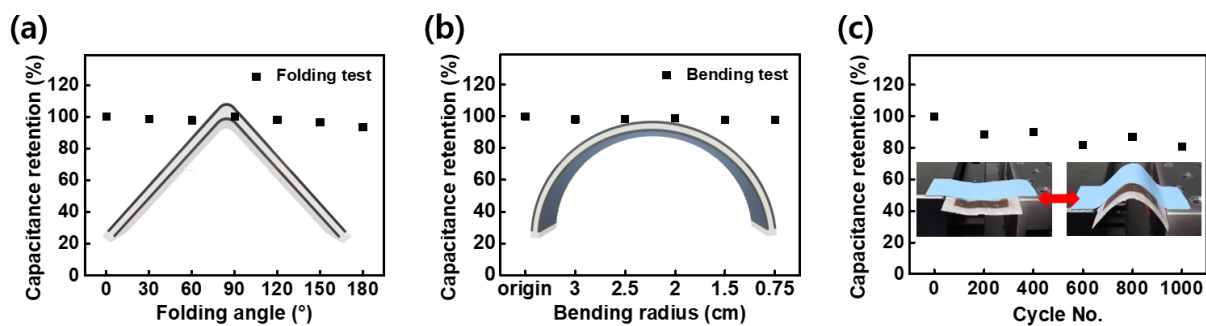 (a)
Capacitance retention (%)
120
100
80
60
40
20
0
Folding test
0 30 60 90 120 150 180
Folding angle (°)
(b)
Capacitance retention (%)
120
100
80
60
40
20
0
Bending test
origin 3 2.5 2 1.5 0.75
Bending radius (cm)
(c)
Capacitance retention (%)
120
100
80
60
40
20
0
0 200 400 600 800 1000
Cycle No.